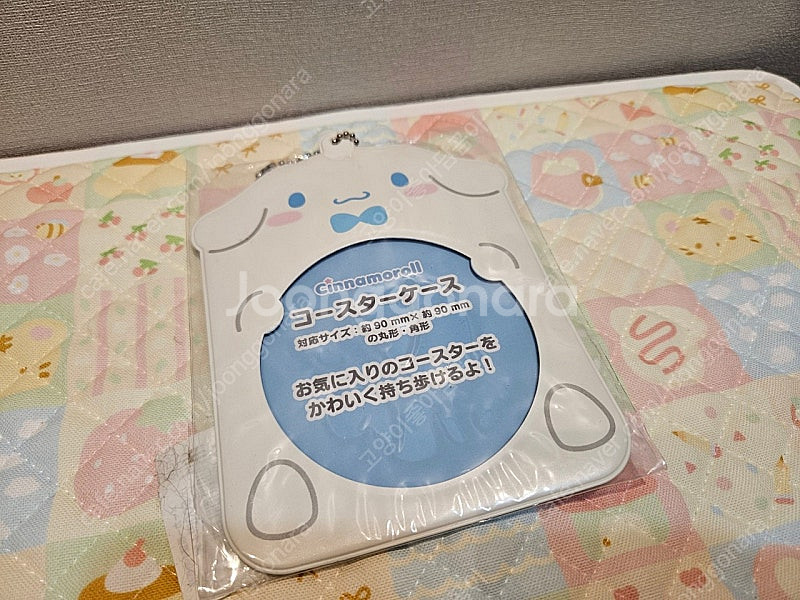 Cinnamoroll
コースターケース
対応サイズ：約90mm×約90mm
の丸形・角形
お気に入りのコースターを
かわいく持ち歩けるよ！
Joonggonara